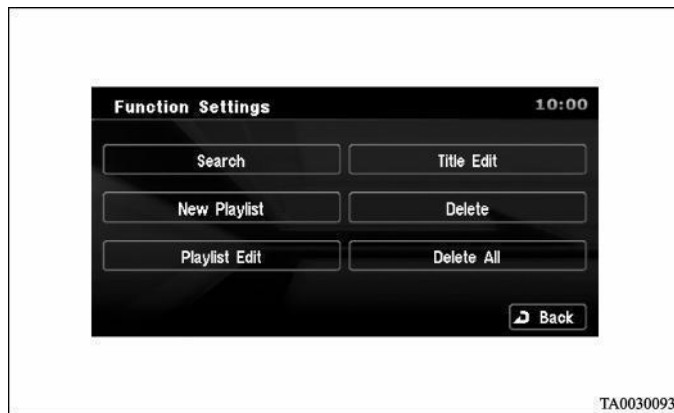 Function Settings 10:00
Search Title Edit
New Playlist Delete
Playlist Edit Delete All
Back
TA0030093